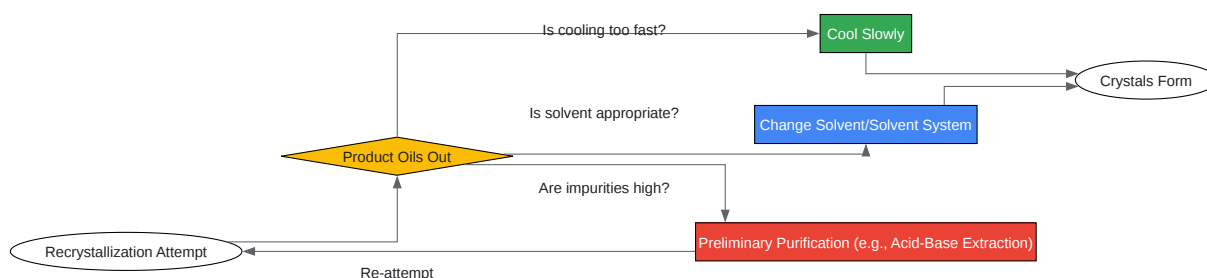 Is cooling too fast?
Cool Slowly
Crystals Form
Is solvent appropriate?
Change Solvent/Solvent System
Product Oils Out
Are impurities high?
Preliminary Purification (e.g., Acid-Base Extraction)
Recrystallization Attempt
Re-attempt